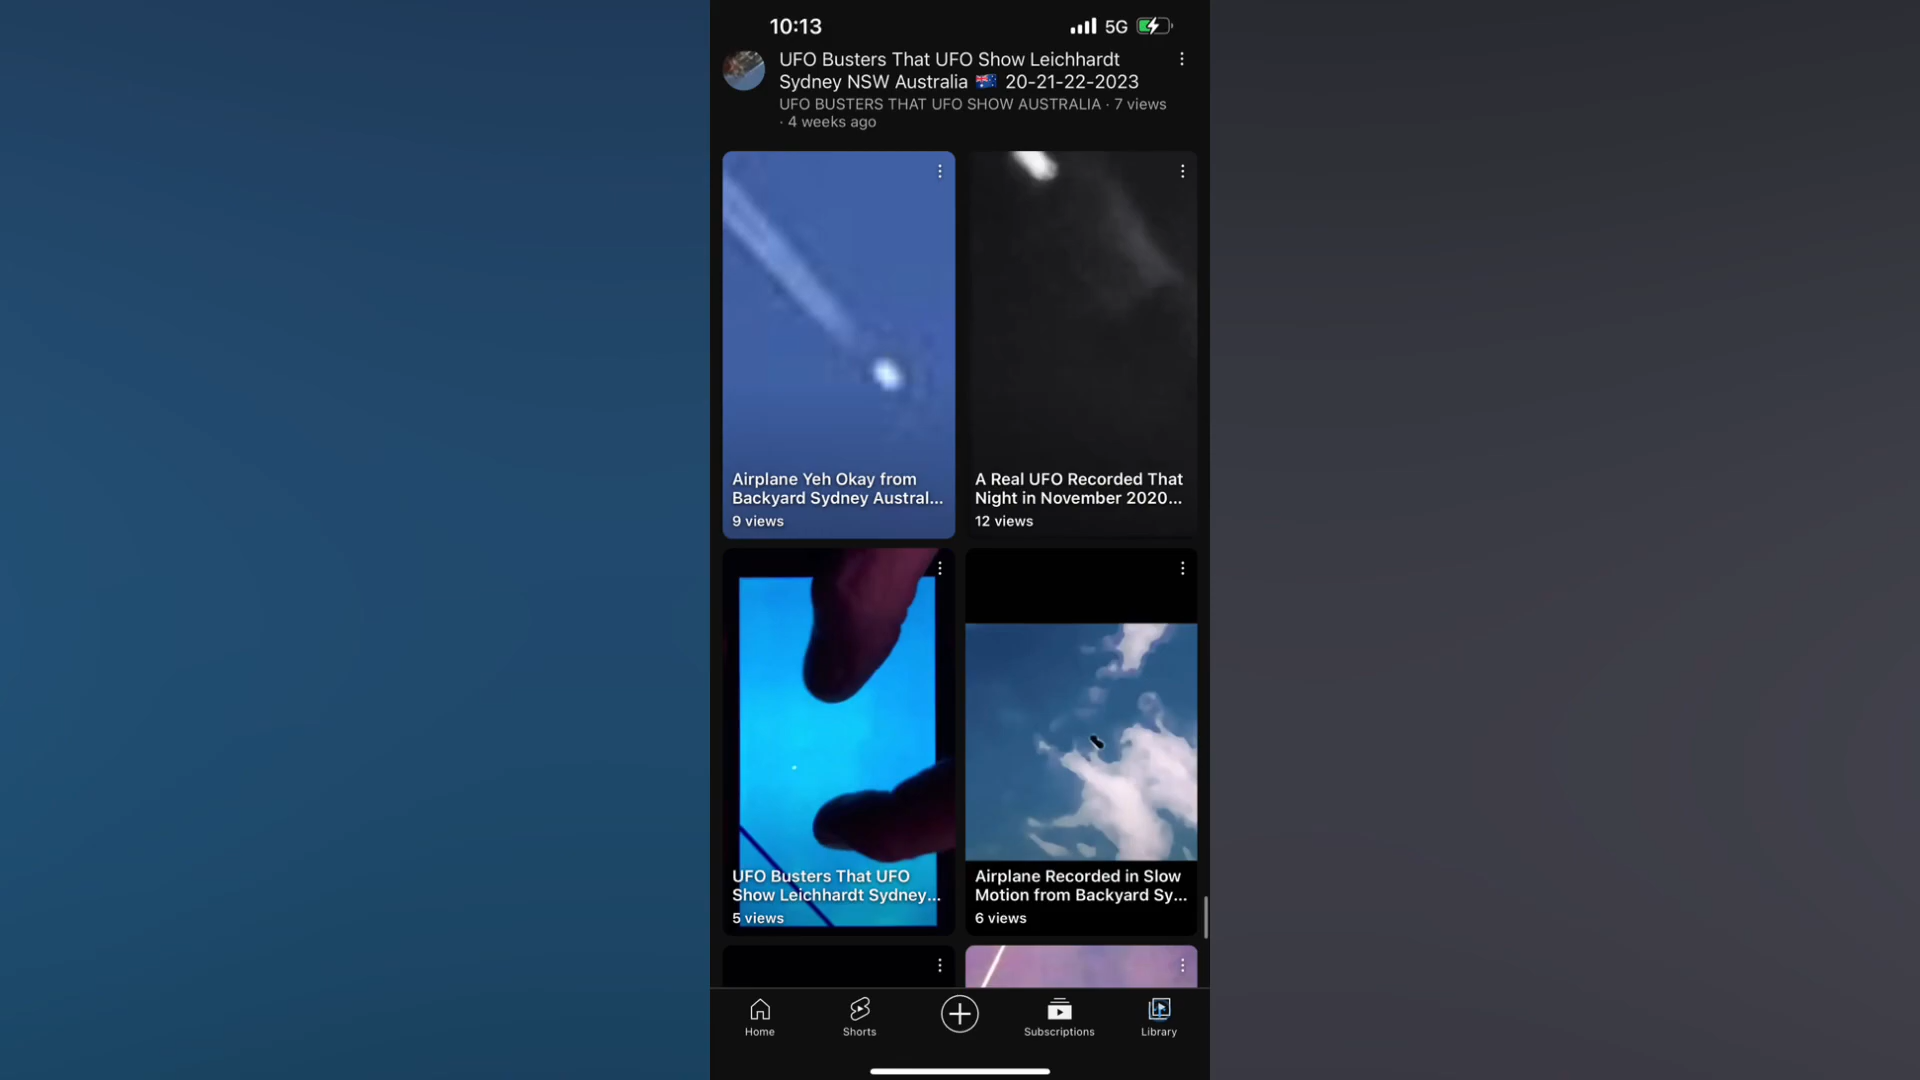 10:13
5G
UFO Busters That UFO Show Leichhardt
Sydney NSW Australia 🇦🇺 20-21-22-2023
UFO BUSTERS THAT UFO SHOW AUSTRALIA · 7 views
· 4 weeks ago
Airplane Yeh Okay from
Backyard Sydney Austral...
9 views
A Real UFO Recorded That
Night in November 2020...
12 views
UFO Busters That UFO
Show Leichhardt Sydney...
5 views
Airplane Recorded in Slow
Motion from Backyard Sy...
6 views
Home
Shorts
Subscriptions
Library